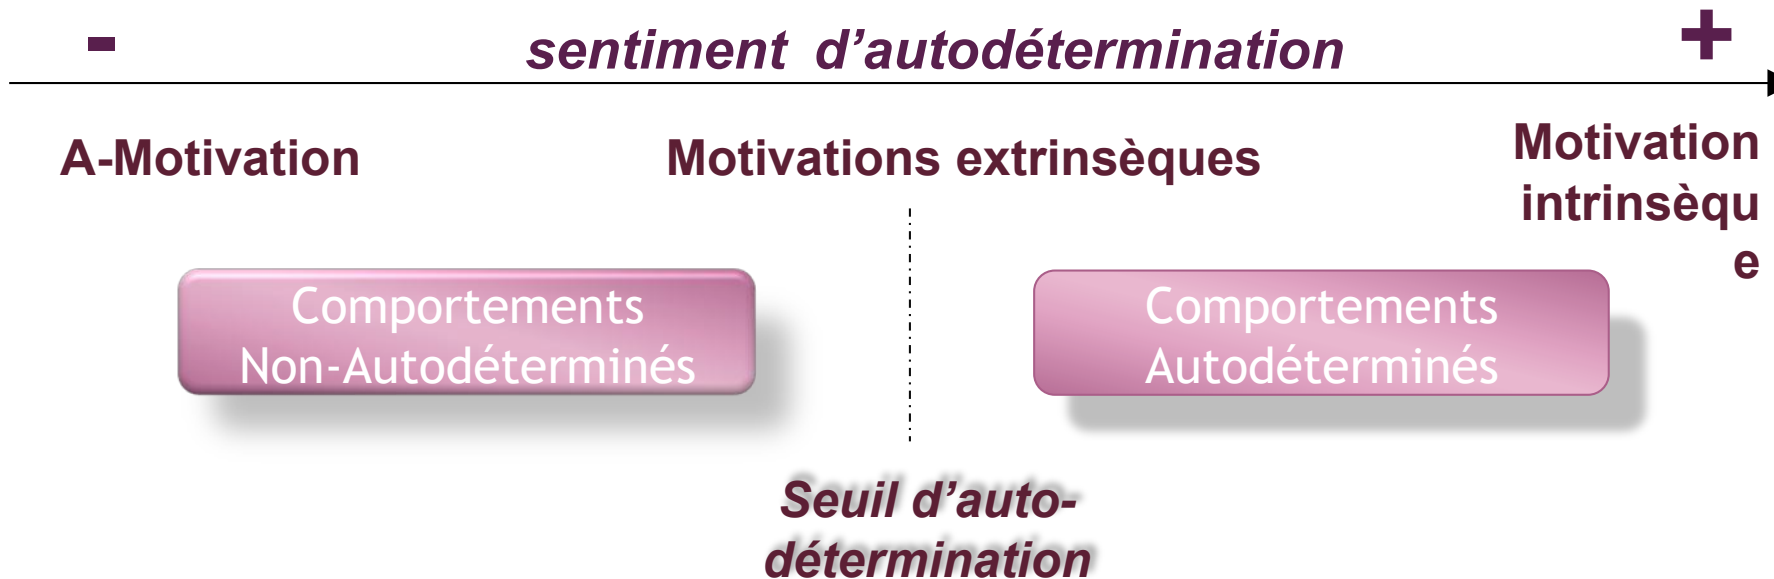 - sentiment d’autodétermination +
A-Motivation
Motivations extrinsèques
Motivation
intrinsèqu
e
Comportements
Non-Autodéterminés
Comportements
Autodéterminés
Seuil d’auto-
détermination